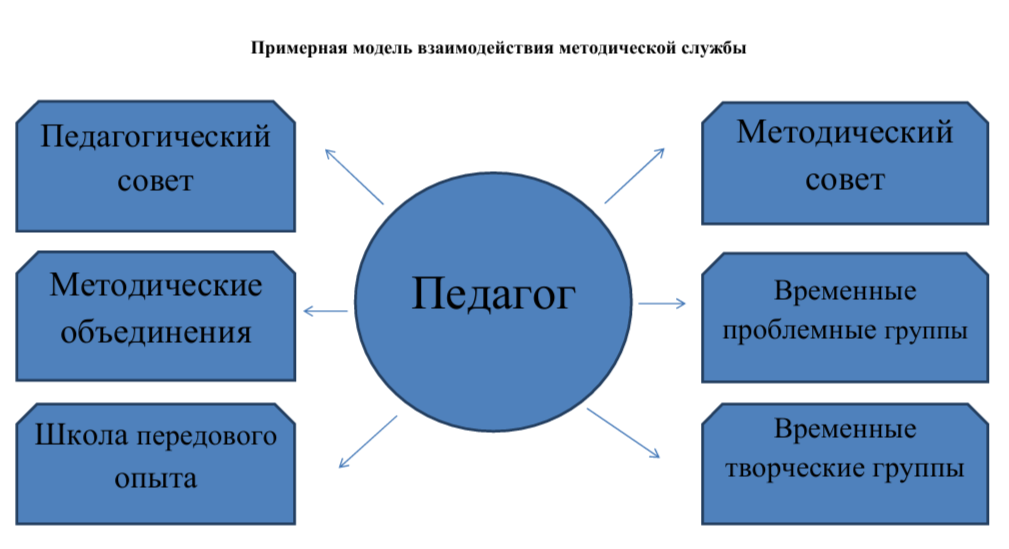 Примерная модель взаимодействия методической службы
Педагогический
совет
Методические
объединения
Школа передового
опыта
Педагог
Методический
совет
Временные
проблемные группы
Временные
творческие группы